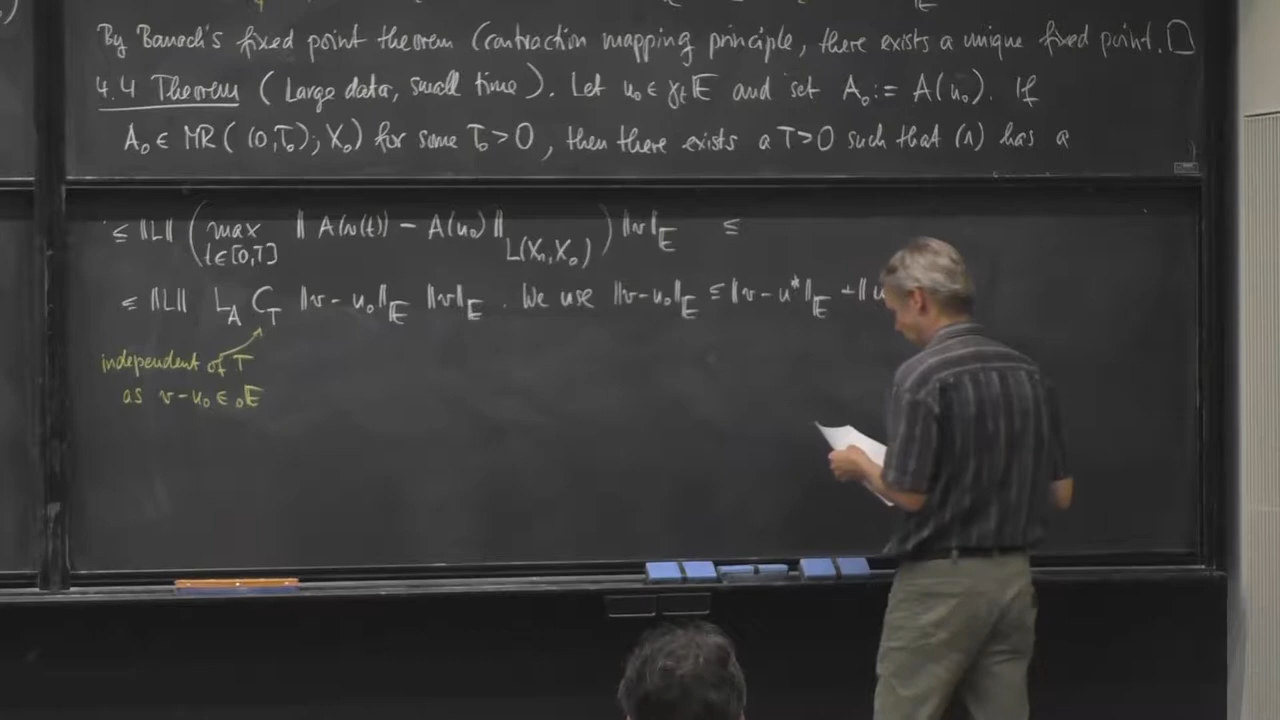 By Banach's fixed point theorem (contraction mapping principle, there exists a unique fixed point. □
4.4 Theorem (Large data, small time). Let u₀ ∈ γₜ𝔼 and set A₀ := A(u₀). If
A₀ ∈ MR((0,T₀); X₀) for some T₀ > 0, then there exists a T > 0 such that (1) has a
≤ ‖L‖ ( max_{t∈[0,T]} ‖A(v(t)) − A(u₀)‖_{L(X₁,X₀)} ) ‖v‖_𝔼 ≤
≤ ‖L‖ L_A C_T ‖v − u₀‖_𝔼 ‖v‖_𝔼. We use ‖v − u₀‖_𝔼 ≤ ‖v − u*‖_𝔼 + ‖u
independent of T
as v − u₀ ∈ ₀𝔼